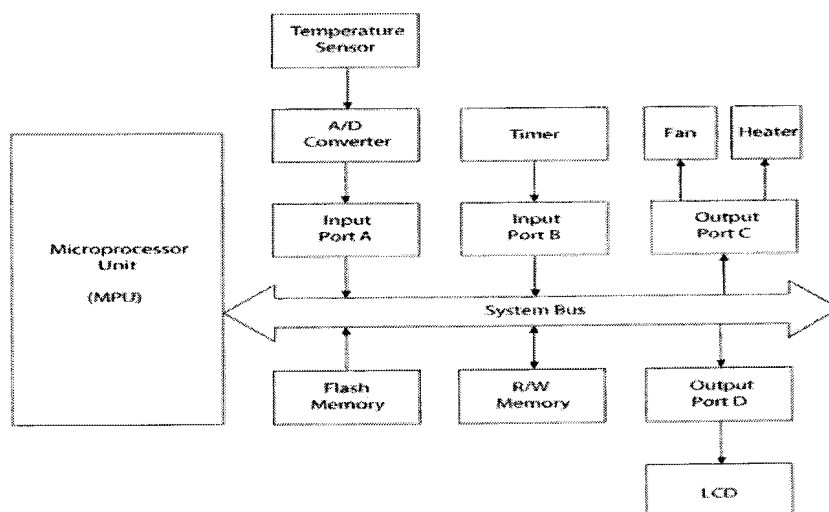 Temperature
Sensor
A/D
Converter
Timer
Fan
Heater
Input
Port A
Input
Port B
Output
Port C
Microprocessor
Unit
(MPU)
System Bus
Flash
Memory
R/W
Memory
Output
Port D
LCD